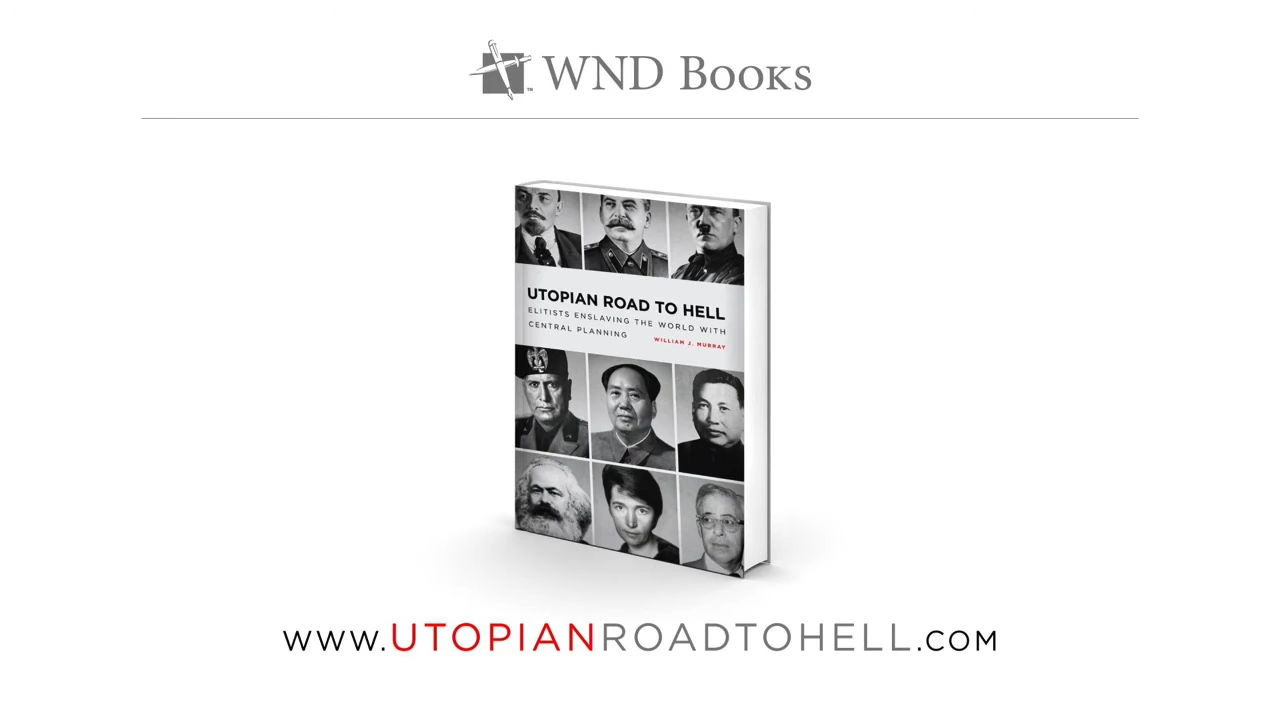 WND BOOKS
UTOPIAN ROAD TO HELL
ELITISTS ENSLAVING THE WORLD WITH
CENTRAL PLANNING
WILLIAM J. MURRAY
WWW.UTOPIANROADTOHELL.COM